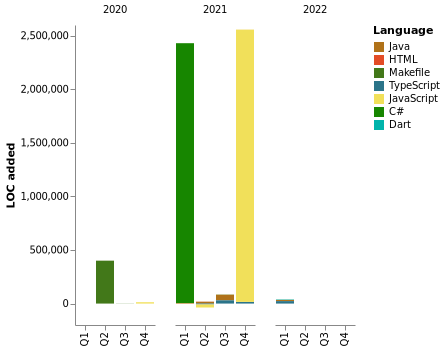 2020 2021 2022
Language
Java
HTML
Makefile
TypeScript
JavaScript
C#
Dart
LOC added
2,500,000
2,000,000
1,500,000
1,000,000
500,000
0
Q1 Q2 Q3 Q4 Q1 Q2 Q3 Q4 Q1 Q2 Q3 Q4